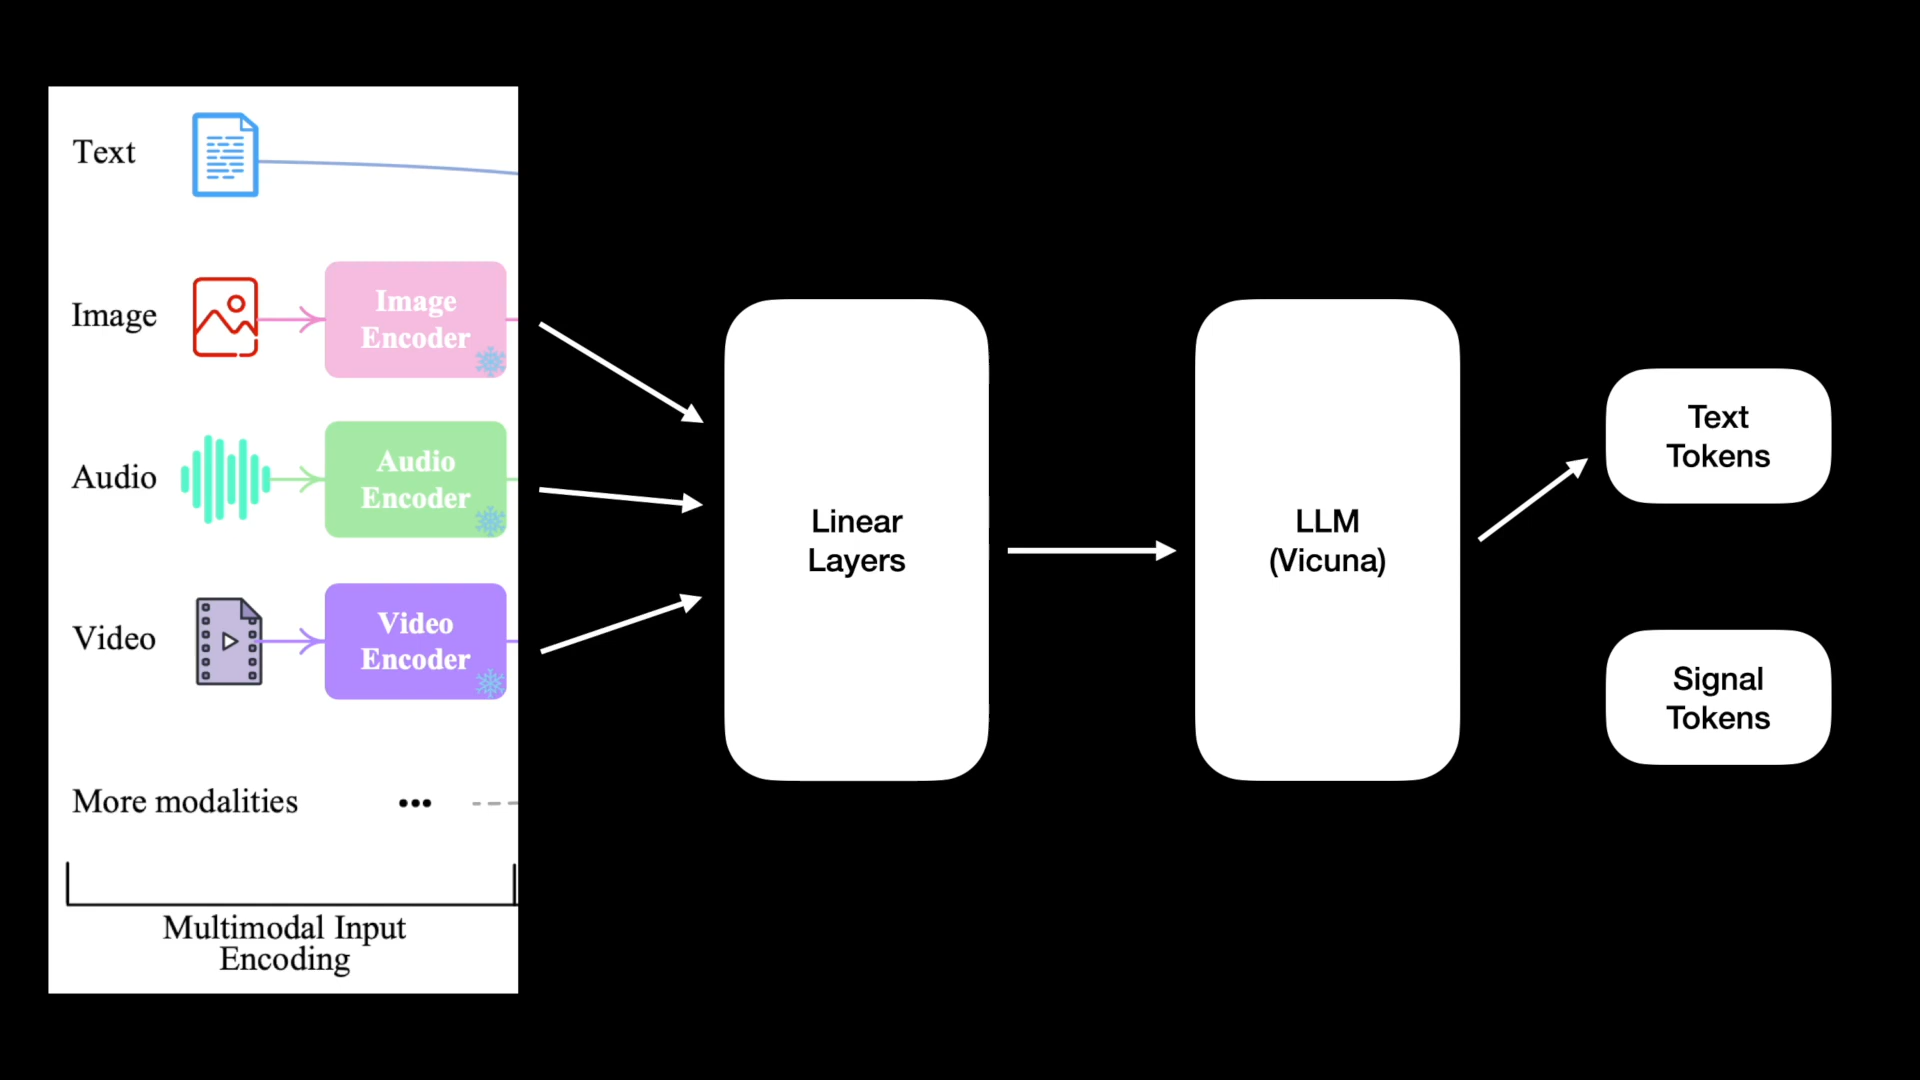 Text
Image
Image
Encoder
Audio
Audio
Encoder
Video
Video
Encoder
More modalities
Multimodal Input
Encoding
Linear
Layers
LLM
(Vicuna)
Text
Tokens
Signal
Tokens